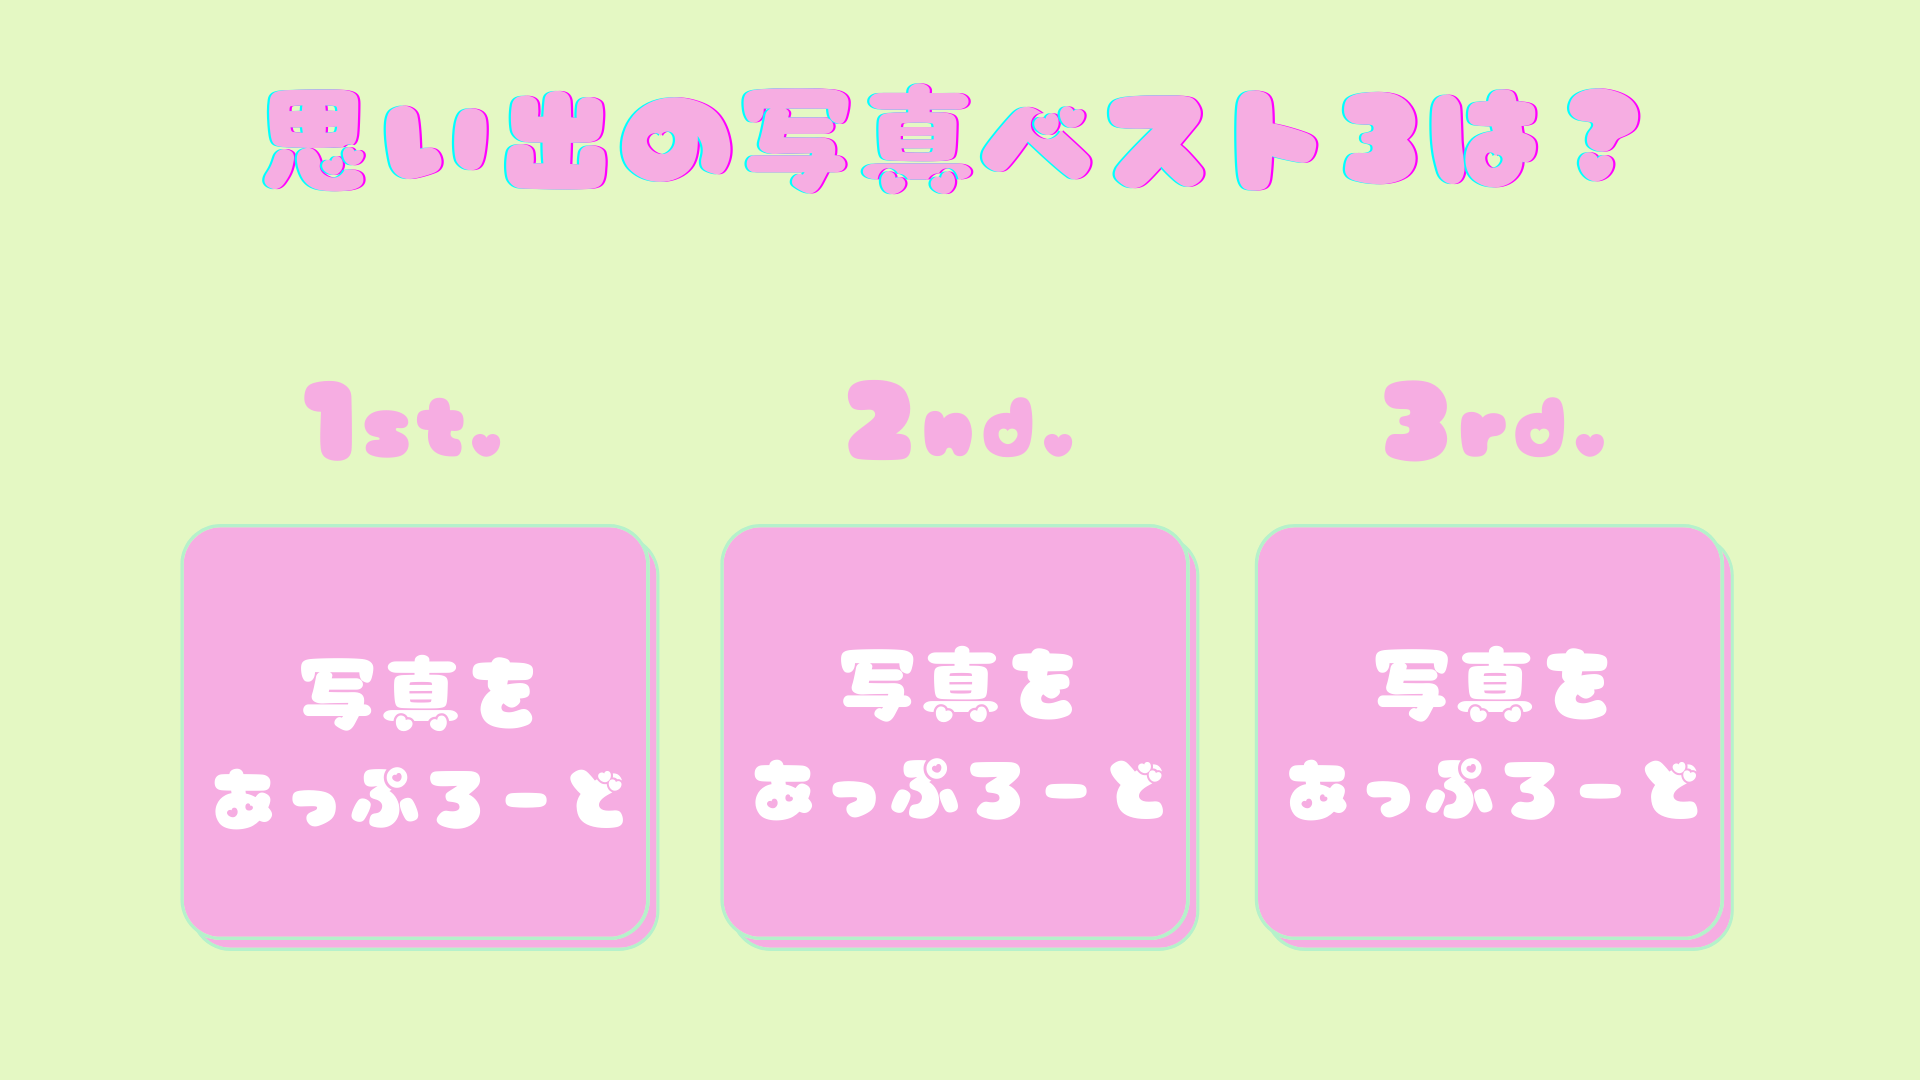 思い出の写真ベスト3は？
1st.
2nd.
3rd.
写真を
あっぷろーど
写真を
あっぷろーど
写真を
あっぷろーど